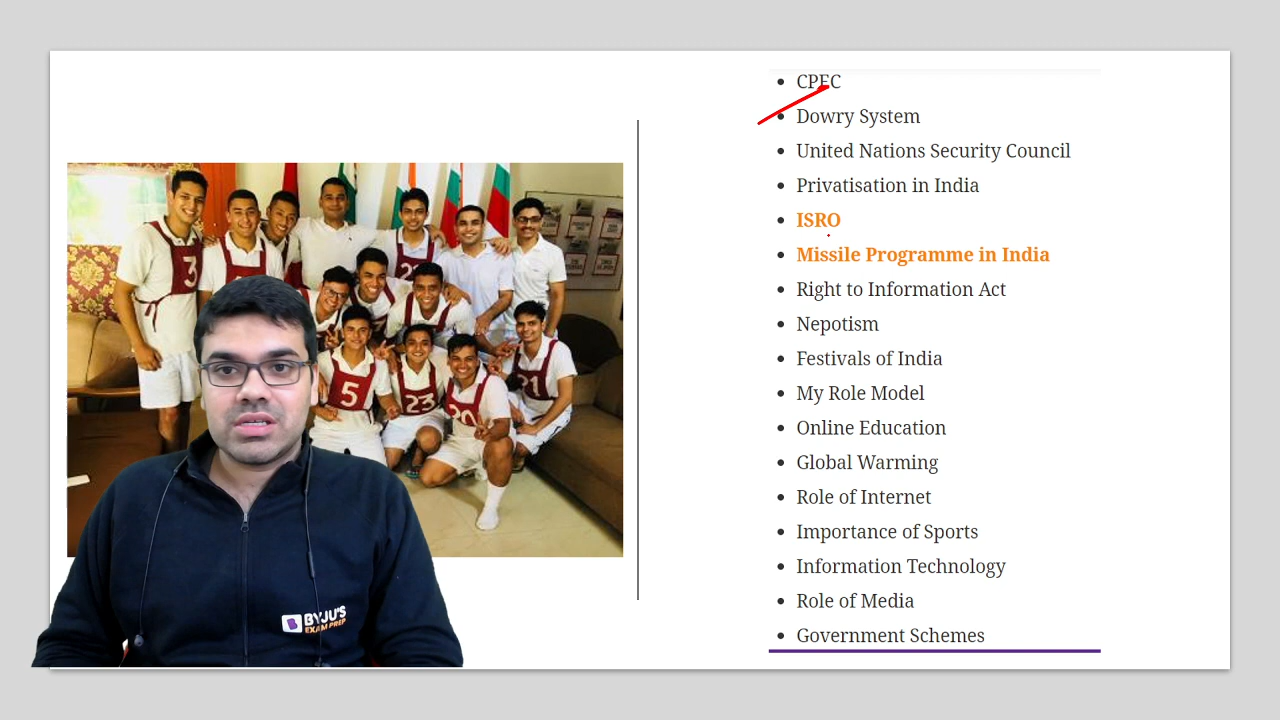 CPEC
Dowry System
United Nations Security Council
Privatisation in India
ISRO
Missile Programme in India
Right to Information Act
Nepotism
Festivals of India
My Role Model
Online Education
Global Warming
Role of Internet
Importance of Sports
Information Technology
Role of Media
Government Schemes
3
5
23
20
21
BYJU'S
EXAM PREP